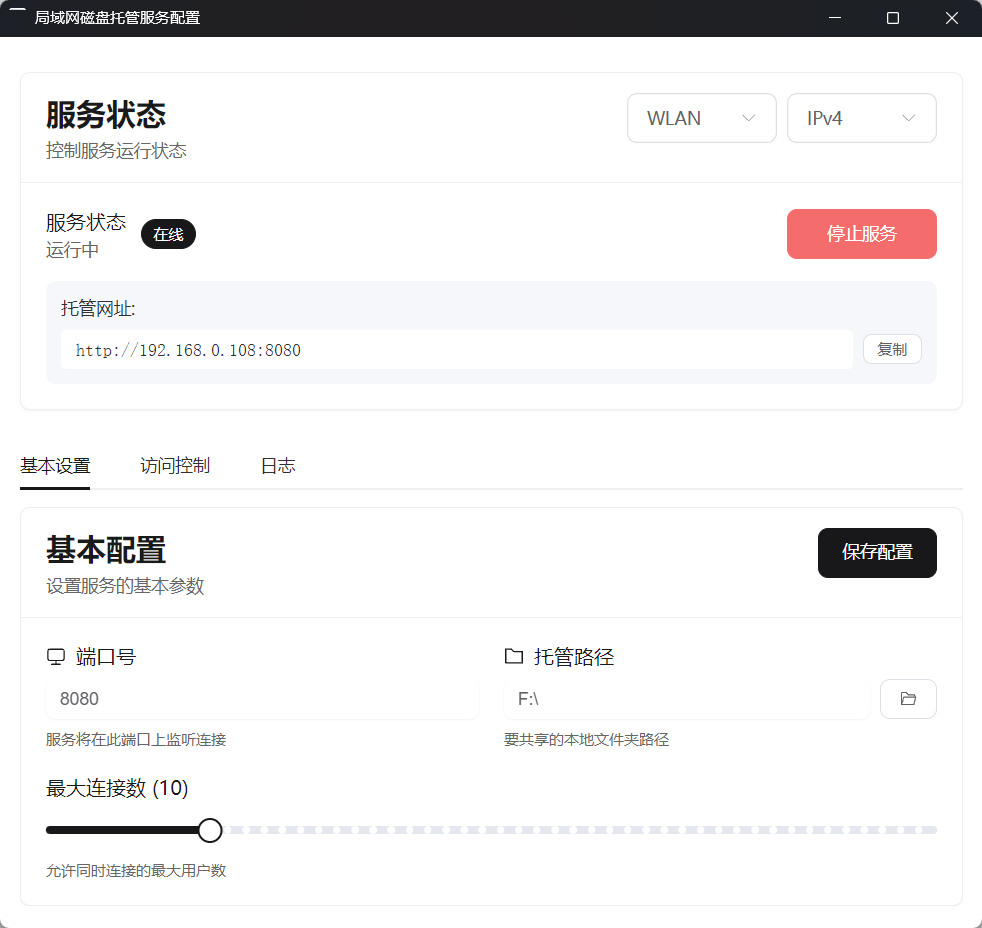 局域网磁盘托管服务配置
服务状态
WLAN
IPv4
控制服务运行状态
服务状态
在线
停止服务
运行中
托管网址:
http://192.168.0.108:8080
复制
基本设置
访问控制
日志
基本配置
保存配置
设置服务的基本参数
端口号
托管路径
8080
F:\
服务将在此端口上监听连接
要共享的本地文件夹路径
最大连接数 (10)
允许同时连接的最大用户数